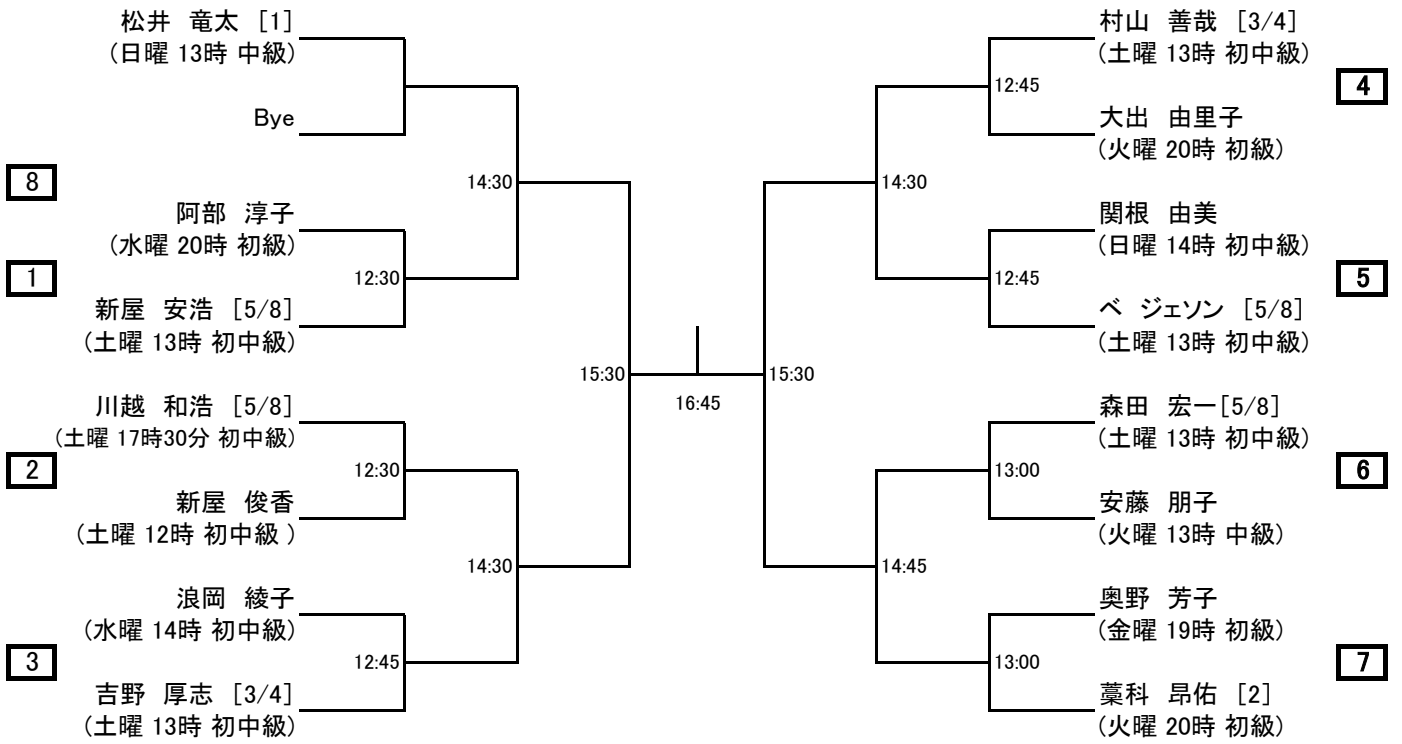 松井　竜太　[1]
(日曜 13時 中級)
Bye
8
14:30
阿部　淳子
(水曜 20時 初級)
1
12:30
新屋　安浩　[5/8]
(土曜 13時 初中級)
15:30
川越　和浩　[5/8]
(土曜 17時30分 初中級)
2
12:30
新屋　俊香
(土曜 12時 初中級 )
14:30
浪岡　綾子
(水曜 14時 初中級)
3
12:45
吉野　厚志　[3/4]
(土曜 13時 初中級)
16:45
村山　善哉　[3/4]
(土曜 13時 初中級)
12:45
4
大出　由里子
(火曜 20時 初級)
14:30
関根　由美
(日曜 14時 初中級)
12:45
5
ベ　ジェソン　[5/8]
(土曜 13時 初中級)
15:30
森田　宏一[5/8]
(土曜 13時 初中級)
13:00
6
安藤　朋子
(火曜 13時 中級)
14:45
奥野　芳子
(金曜 19時 初級)
13:00
7
藁科　昂佑　[2]
(火曜 20時 初級)